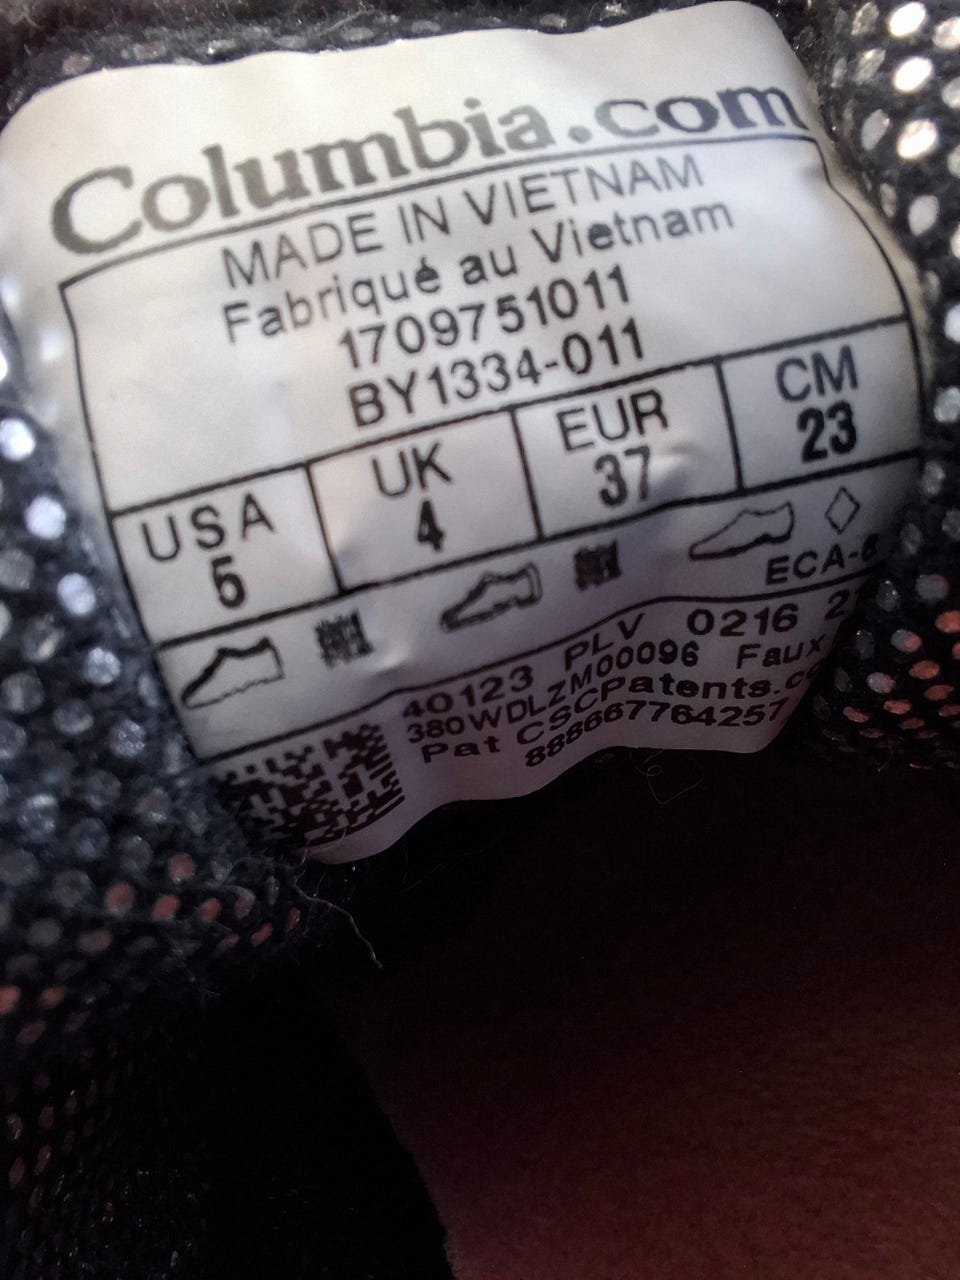 Columbia.com
MADE IN VIETNAM
Fabriqué au Vietnam
1709751011
BY1334-011
USA UK EUR CM
5 4 37 23
40123 PLV 0216
380WDLZM00096 Faux
Pat CSCPatents.
888667764257